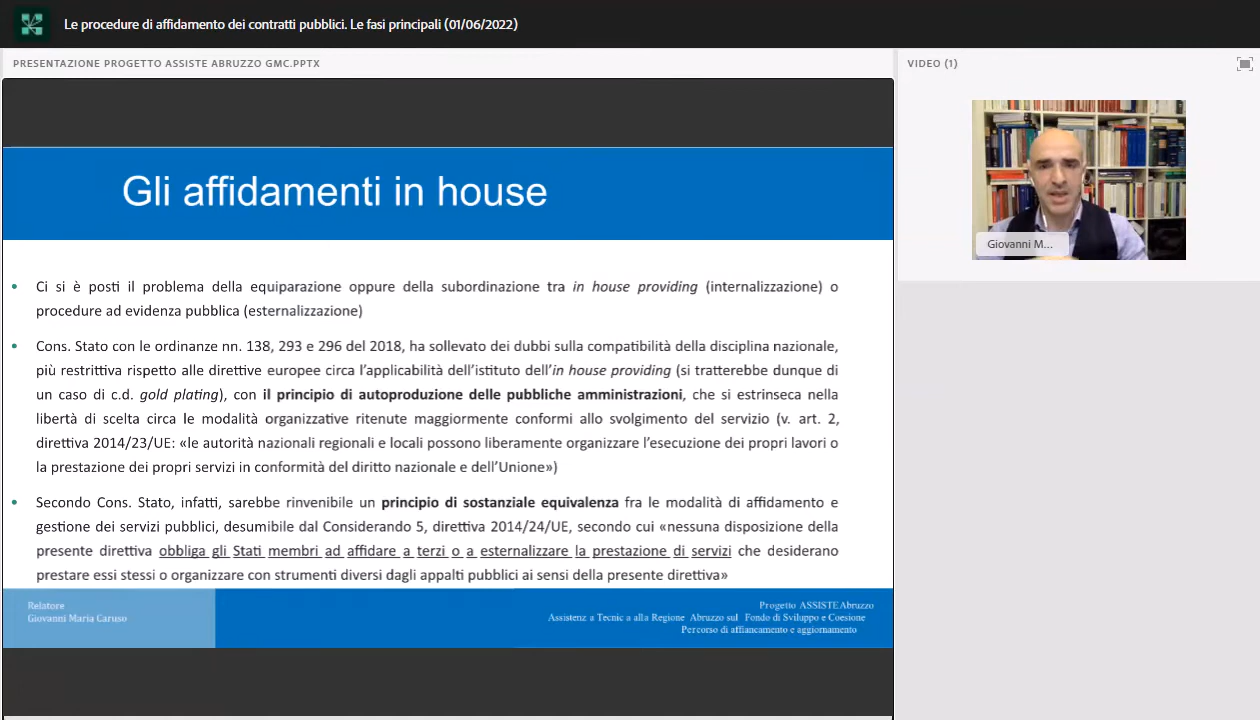 Le procedure di affidamento dei contratti pubblici. Le fasi principali (01/06/2022)
PRESENTAZIONE PROGETTO ASSISTE ABRUZZO GMC.PPTX
VIDEO (1)
Gli affidamenti in house
• Ci si è posti il problema della equiparazione oppure della subordinazione tra in house providing (internalizzazione) o
procedure ad evidenza pubblica (esternalizzazione)
• Cons. Stato con le ordinanze nn. 138, 293 e 296 del 2018, ha sollevato dei dubbi sulla compatibilità della disciplina nazionale,
più restrittiva rispetto alle direttive europee circa l'applicabilità dell'istituto dell'in house providing (si tratterebbe dunque di
un caso di c.d. gold plating), con il principio di autoproduzione delle pubbliche amministrazioni, che si estrinseca nella
libertà di scelta circa le modalità organizzative ritenute maggiormente conformi allo svolgimento del servizio (v. art. 2,
direttiva 2014/23/UE: «le autorità nazionali regionali e locali possono liberamente organizzare l'esecuzione dei propri lavori o
la prestazione dei propri servizi in conformità del diritto nazionale e dell'Unione»)
• Secondo Cons. Stato, infatti, sarebbe rinvenibile un principio di sostanziale equivalenza fra le modalità di affidamento e
gestione dei servizi pubblici, desumibile dal Considerando 5, direttiva 2014/24/UE, secondo cui «nessuna disposizione della
presente direttiva obbliga gli Stati membri ad affidare a terzi o a esternalizzare la prestazione di servizi che desiderano
prestare essi stessi o organizzare con strumenti diversi dagli appalti pubblici ai sensi della presente direttiva»
Relatore
Giovanni Maria Caruso
Progetto ASSISTE Abruzzo
Assistenz a Tecnic a alla Regione Abruzzo sul Fondo di Sviluppo e Coesione
Percorso di affiancamento e aggiornamento
Giovanni M...